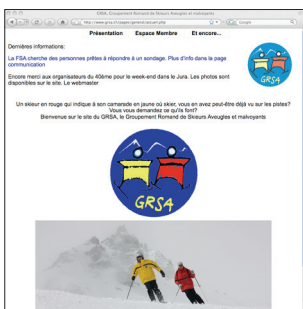 GRSA, Groupement Romand de Skieurs Aveugles et malvoyants
Google
Présentation Espace Membre Et encore...
Dernières informations:
La FSA cherche des personnes prêtes à répondre à un sondage. Plus d'info dans la page
communication
Encore merci aux organisateurs du 40ème pour le week-end dans le Jura. Les photos sont
disponibles sur le site. Le webmaster
GRSA
Un skieur en rouge qui indique à son camarade en jaune où skier, vous en avez peut-être déjà vu sur les pistes?
Vous vous demandez ce qu'ils font?
Bienvenue sur le site du GRSA, le Groupement Romand de Skieurs Aveugles et malvoyants
GRSA